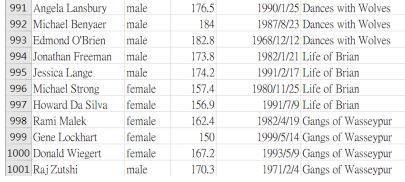 991 Angela Lansbury male 176.5 1990/1/25 Dances with Wolves
992 Michael Benyaer male 184 1987/8/23 Dances with Wolves
993 Edmond O'Brien male 182.8 1968/12/12 Dances with Wolves
994 Jonathan Freeman male 173.8 1982/1/21 Life of Brian
995 Jessica Lange male 174.2 1991/2/17 Life of Brian
996 Michael Strong female 157.4 1980/11/25 Life of Brian
997 Howard Da Silva female 156.9 1991/7/9 Life of Brian
998 Rami Malek female 162.4 1982/4/19 Gangs of Wasseypur
999 Gene Lockhart female 150 1999/5/14 Gangs of Wasseypur
1000 Donald Wiegert female 167.2 1993/5/9 Gangs of Wasseypur
1001 Raj Zutshi male 170.3 1971/2/4 Gangs of Wasseypur